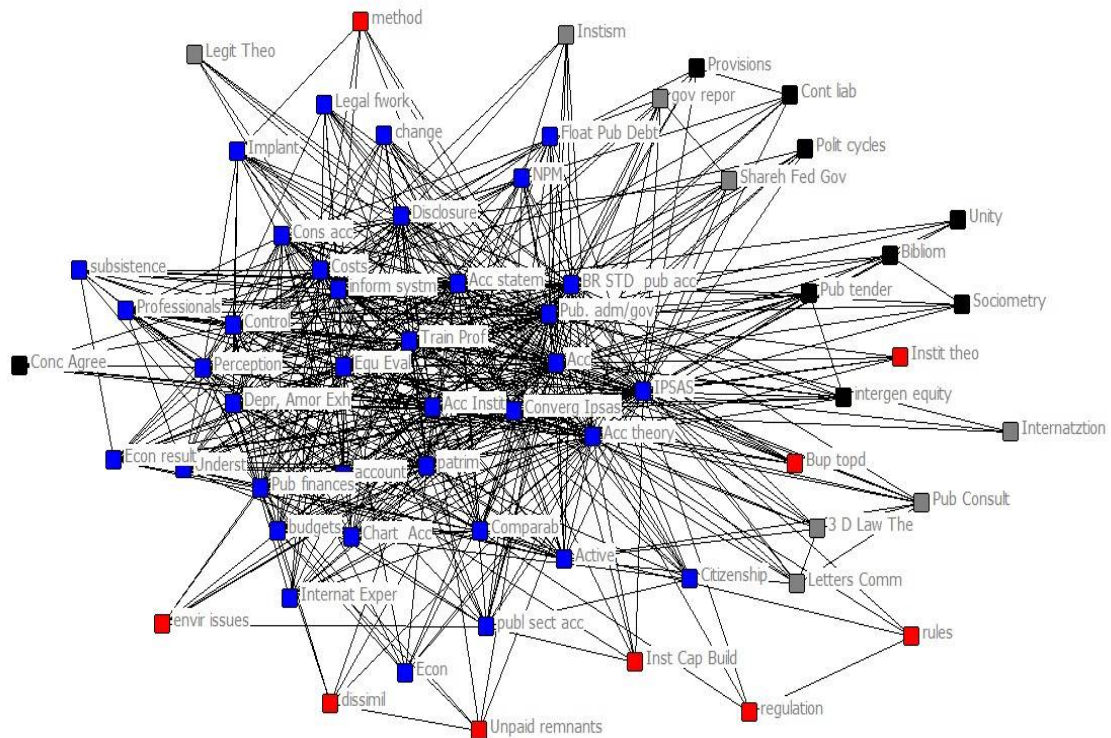 method
Legit Theo
Instism
Provisions
gov repor
Cont liab
Legal fwork
change
Float Pub Debt
Polit cycles
Implant
NPM
Shareh Fed Gov
Disclosure
Unity
Cons acc
Bibliom
subsistence
Costs
inform systm
Acc statem
BR STD pub acc
Pub tender
Sociometry
Professionals
Control
Pub. adm/gov
Train Prof
Instit theo
Conc Agree
Perception
Equ Eval
Acc
IPSAS
intergen equity
Depr, Amor Exh
Acc Instit
Converg Ipsas
Internatztion
Acc theory
Econ result
Underst
account
patrim
Bup topd
Pub finances
Pub Consult
budgets
Chart Acc
Comparab
3 D Law The
Active
Citizenship
Letters Comm
Internat Exper
envir issues
publ sect acc
rules
Econ
Inst Cap Build
dissimil
regulation
Unpaid remnants